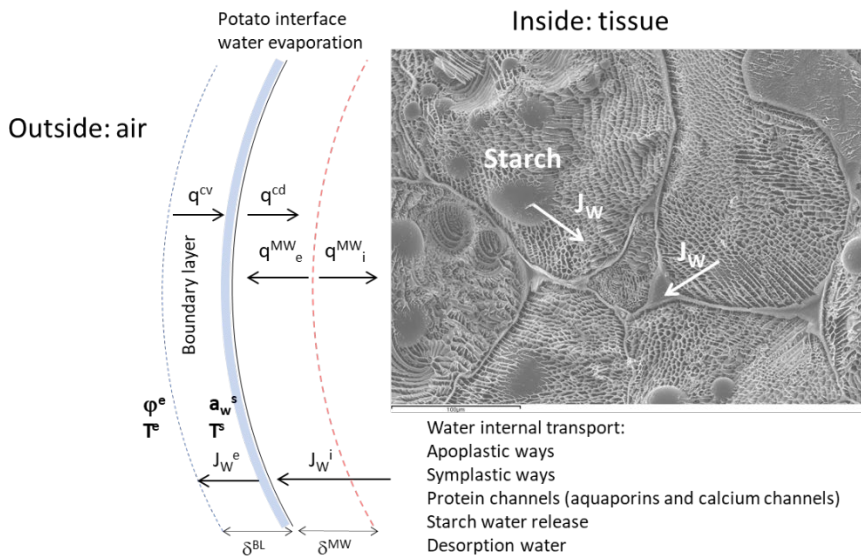 Potato interface
water evaporation
Inside: tissue
Outside: air
Starch
J_W
J_W
q^cv
q^cd
q^MW_e
q^MW_i
Boundary layer
φ^e
T^e
a_w^s
T^s
J_W^e
J_W^i
δ^BL
δ^MW
100μm
Water internal transport:
Apoplastic ways
Symplastic ways
Protein channels (aquaporins and calcium channels)
Starch water release
Desorption water